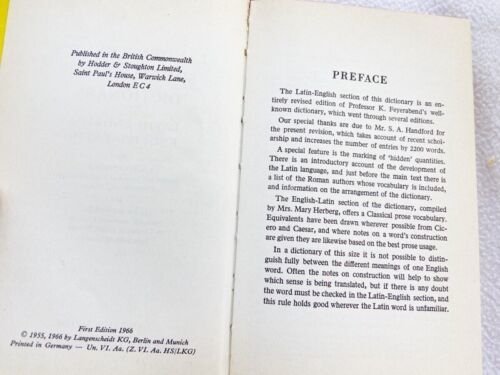 Published in the British Commonwealth
by Hodder & Stoughton Limited,
Saint Paul's House, Warwick Lane,
London E C 4
First Edition 1966
© 1955, 1966 by Langenscheidt KG, Berlin and Munich
Printed in Germany — Un. VI. Aa. (Z. VI. Aa. HS|LKG)
PREFACE
The Latin-English section of this dictionary is an en-
tirely revised edition of Professor K. Feyerabend's well-
known dictionary, which went through several editions.
Our special thanks are due to Mr. S. A. Handford for
the present revision, which takes account of recent schol-
arship and increases the number of entries by 2200 words.
A special feature is the marking of 'hidden' quantities.
There is an introductory account of the development of
the Latin language, and just before the main text there is
a list of the Roman authors whose vocabulary is included,
and information on the arrangement of the dictionary.
The English-Latin section of the dictionary, compiled
by Mrs. Mary Herberg, offers a Classical prose vocabulary.
Equivalents have been drawn wherever possible from Cic-
ero and Caesar, and where notes on a word's construction
are given they are likewise based on the best prose usage.
In a dictionary of this size it is not possible to distin-
guish fully between the different meanings of one English
word. Often the notes on construction will help to show
which sense is being translated, but if there is any doubt
the word must be checked in the Latin-English section, and
this rule holds good wherever the Latin word is unfamiliar.